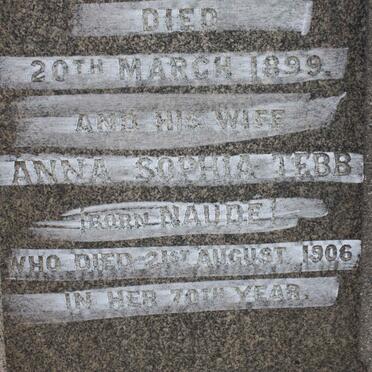 DIED
20TH MARCH 1899.
AND HIS WIFE
ANNA SOPHIA TEBB
(BORN NAUDÉ)
WHO DIED 21ST AUGUST 1906
IN HER 70TH YEAR.